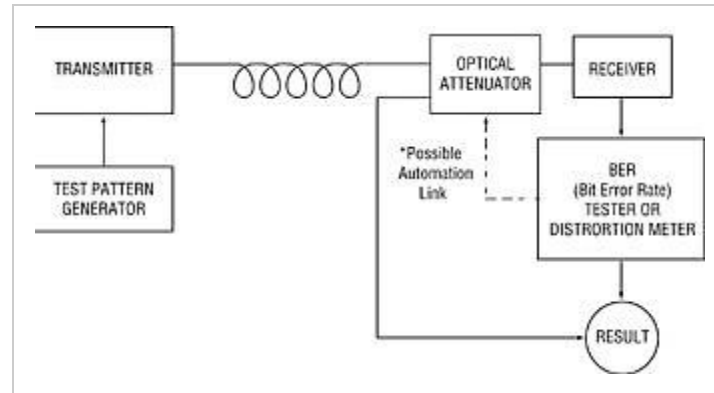 TRANSMITTER
OPTICAL
ATTENUATOR
RECEIVER
*Possible
Automation
Link
TEST PATTERN
GENERATOR
BER
(Bit Error Rate)
TESTER OR
DISTRORTION METER
RESULT